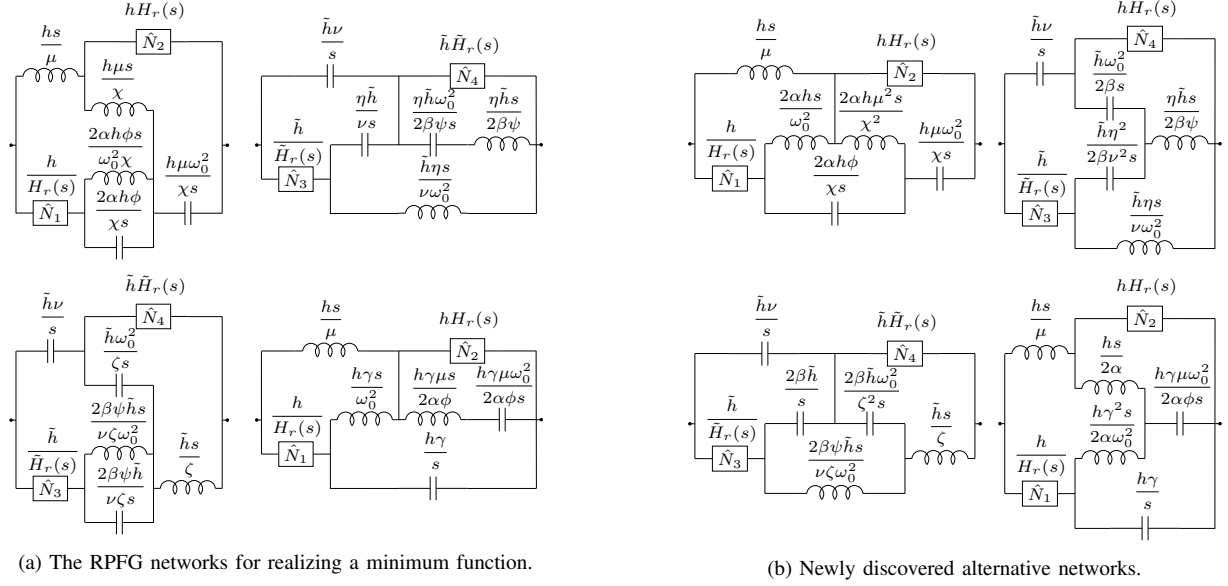 hH_r(s)
N̂_2
hs/μ
hμs/χ
2αhφs/ω_0^2χ
h/H_r(s)
N̂_1
2αhφ/χs
hμω_0^2/χs
h̃ν/s
h̃H̃_r(s)
N̂_4
ηh̃/νs
ηh̃ω_0^2/2βψs
ηh̃s/2βψ
h̃/H̃_r(s)
N̂_3
h̃ηs/νω_0^2
h̃H̃_r(s)
N̂_4
h̃ν/s
h̃ω_0^2/ζs
2βψh̃s/νζω_0^2
h̃/H̃_r(s)
N̂_3
2βψh̃/νζs
h̃s/ζ
hs/μ
hH_r(s)
N̂_2
hγs/ω_0^2
hγμs/2αφ
hγμω_0^2/2αφs
h/H_r(s)
N̂_1
hγ/s
(a) The RPFG networks for realizing a minimum function.
hs/μ
hH_r(s)
N̂_2
2αhs/ω_0^2
2αhμ^2s/χ^2
h/H_r(s)
N̂_1
2αhφ/χs
hμω_0^2/χs
h̃H̃_r(s)
N̂_4
h̃ν/s
h̃ω_0^2/2βs
h̃η^2/2βν^2s
ηh̃s/2βψ
h̃/H̃_r(s)
N̂_3
h̃ηs/νω_0^2
h̃ν/s
h̃H̃_r(s)
N̂_4
2βh̃/s
2βh̃ω_0^2/ζ^2s
h̃/H̃_r(s)
N̂_3
2βψh̃s/νζω_0^2
h̃s/ζ
hH_r(s)
N̂_2
hs/μ
hs/2α
hγ^2s/2αω_0^2
hγμω_0^2/2αφs
h/H_r(s)
N̂_1
hγ/s
(b) Newly discovered alternative networks.